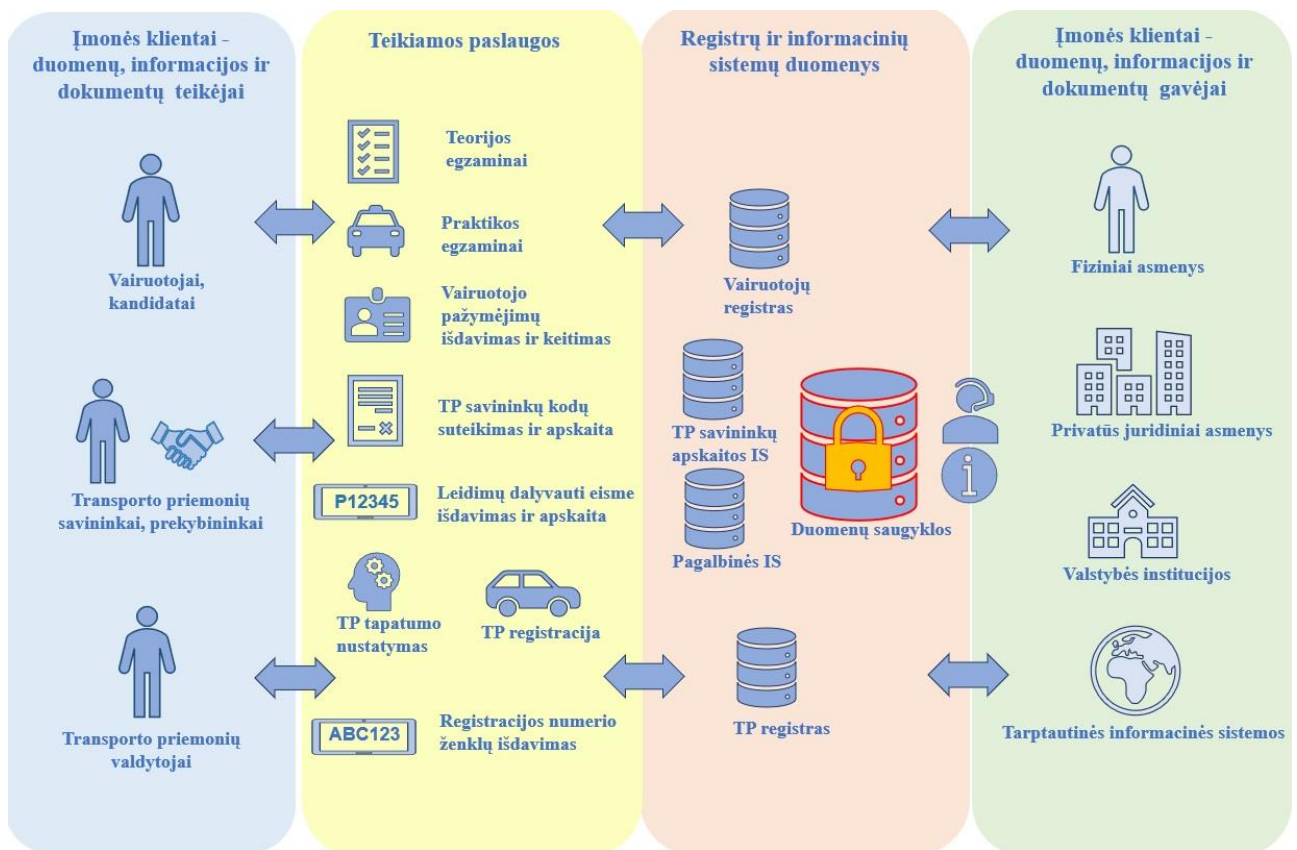 Įmonės klientai -
duomenų, informacijos ir
dokumentų teikėjai
Vairuotojai,
kandidatai
Transporto priemonių
savininkai, prekybininkai
Transporto priemonių
valdytojai
Teikiamos paslaugos
Teorijos
egzaminai
Praktikos
egzaminai
Vairuotojo
pažymėjimų
išdavimas ir keitimas
TP savininkų kodų
suteikimas ir apskaita
P12345
Leidimų dalyvauti eisme
išdavimas ir apskaita
TP tapatumo
nustatymas
TP registracija
ABC123
Registracijos numerio
ženklų išdavimas
Registrų ir informacinių
sistemų duomenys
Vairuotojų
registras
TP savininkų
apskaitos IS
Pagalbinės IS
Duomenų saugyklos
TP registras
Įmonės klientai -
duomenų, informacijos ir
dokumentų gavėjai
Fiziniai asmenys
Privatūs juridiniai asmenys
Valstybės institucijos
Tarptautinės informacinės sistemos